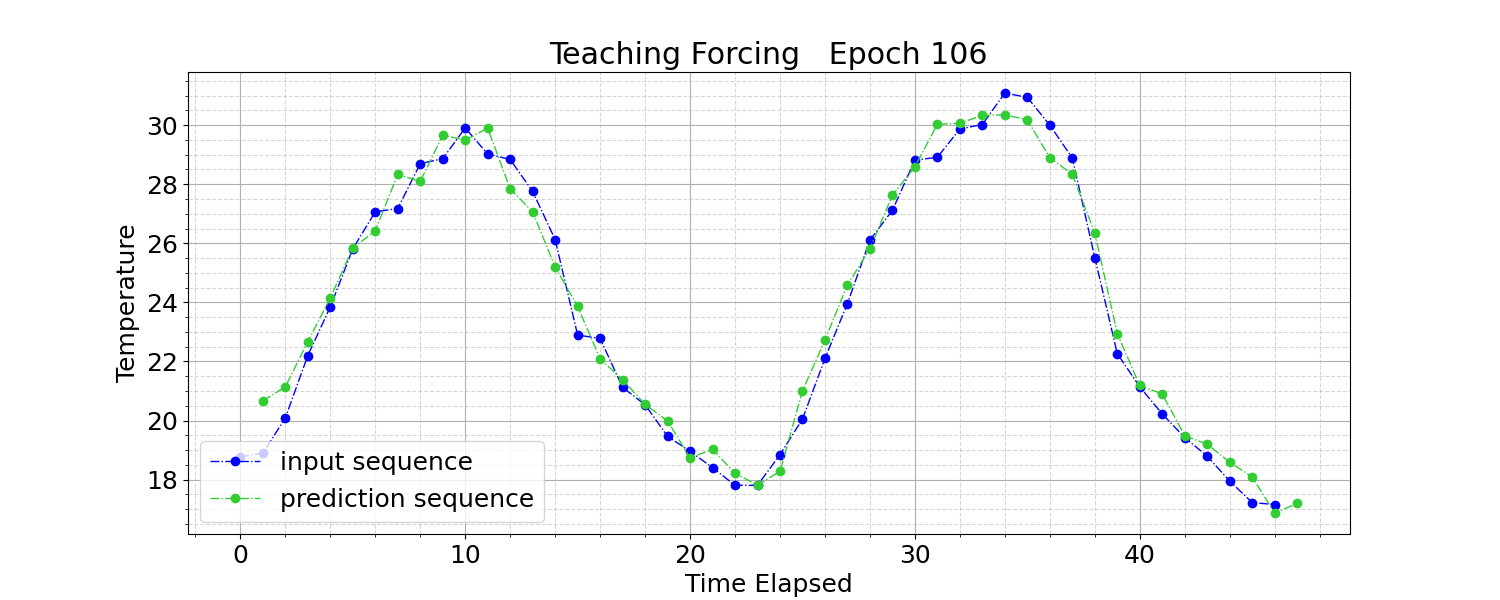 Teaching Forcing   Epoch 106
Temperature
30
28
26
24
22
20
18
input sequence
prediction sequence
0 10 20 30 40
Time Elapsed